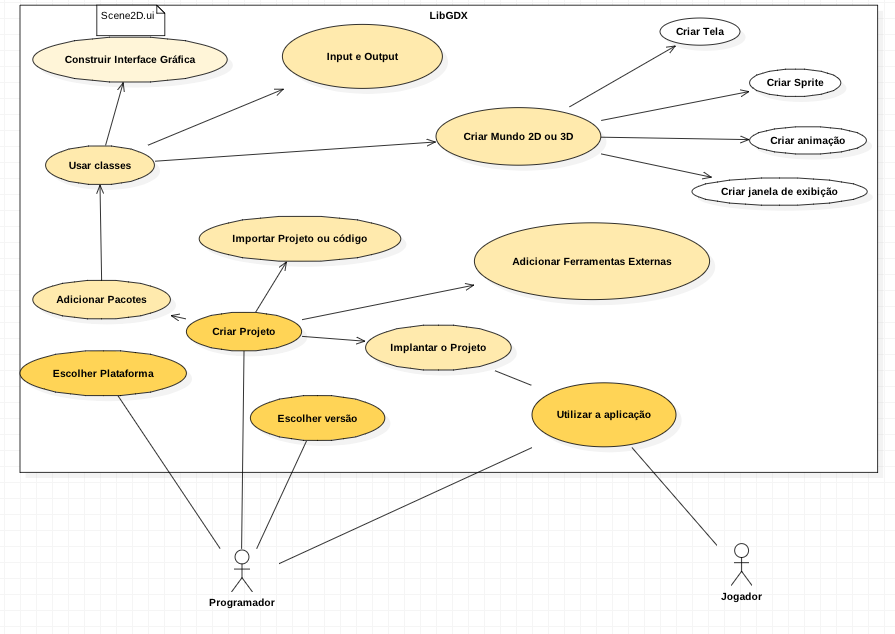 LibGDX
Scene2D.ui
Construir Interface Gráfica
Input e Output
Criar Tela
Criar Sprite
Criar Mundo 2D ou 3D
Criar animação
Usar classes
Criar janela de exibição
Importar Projeto ou código
Adicionar Ferramentas Externas
Adicionar Pacotes
Criar Projeto
Implantar o Projeto
Escolher Plataforma
Escolher versão
Utilizar a aplicação
Programador
Jogador